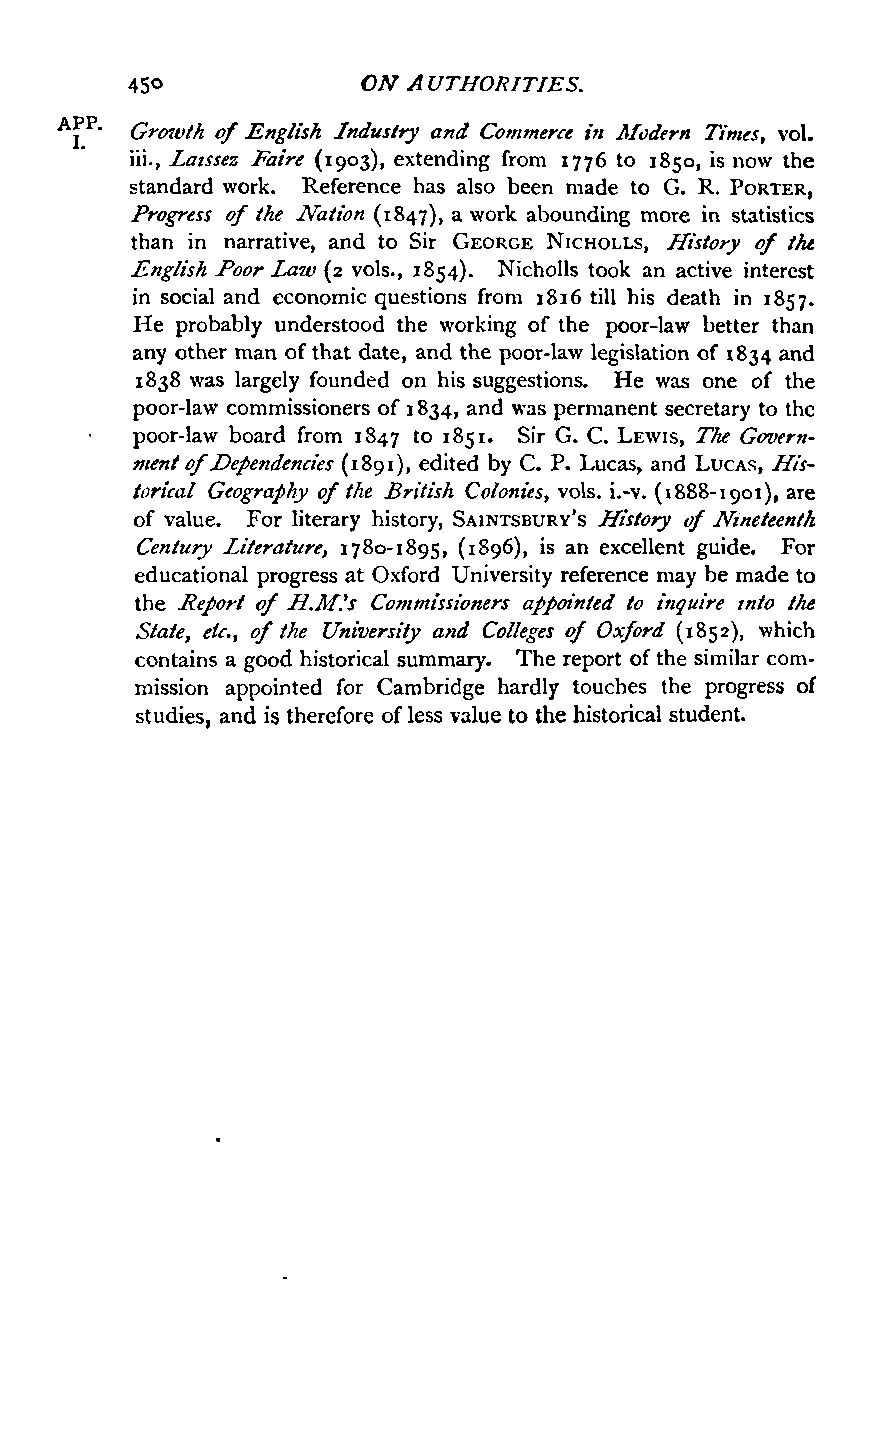 450 ON AUTHORITIES.
APP. I.
Growth of English Industry and Commerce in Modern Times, vol.
iii., Laissez Faire (1903), extending from 1776 to 1850, is now the
standard work. Reference has also been made to G. R. PORTER,
Progress of the Nation (1847), a work abounding more in statistics
than in narrative, and to Sir GEORGE NICHOLLS, History of the
English Poor Law (2 vols., 1854). Nicholls took an active interest
in social and economic questions from 1816 till his death in 1857.
He probably understood the working of the poor-law better than
any other man of that date, and the poor-law legislation of 1834 and
1838 was largely founded on his suggestions. He was one of the
poor-law commissioners of 1834, and was permanent secretary to the
poor-law board from 1847 to 1851. Sir G. C. LEWIS, The Govern-
ment of Dependencies (1891), edited by C. P. Lucas, and LUCAS, His-
torical Geography of the British Colonies, vols. i.-v. (1888-1901), are
of value. For literary history, SAINTSBURY'S History of Nineteenth
Century Literature, 1780-1895, (1896), is an excellent guide. For
educational progress at Oxford University reference may be made to
the Report of H.M.'s Commissioners appointed to inquire into the
State, etc., of the University and Colleges of Oxford (1852), which
contains a good historical summary. The report of the similar com-
mission appointed for Cambridge hardly touches the progress of
studies, and is therefore of less value to the historical student.